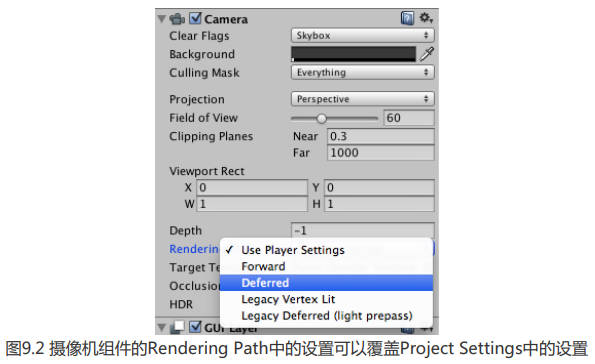 Camera
Clear Flags Skybox
Background
Culling Mask Everything
Projection Perspective
Field of View 60
Clipping Planes Near 0.3
Far 1000
Viewport Rect
X 0 Y 0
W 1 H 1
Depth -1
Rendering ✓ Use Player Settings
Forward
Target Te
Deferred
Occlusion
Legacy Vertex Lit
HDR
Legacy Deferred (light prepass)
GUI Layer
图9.2 摄像机组件的Rendering Path中的设置可以覆盖Project Settings中的设置